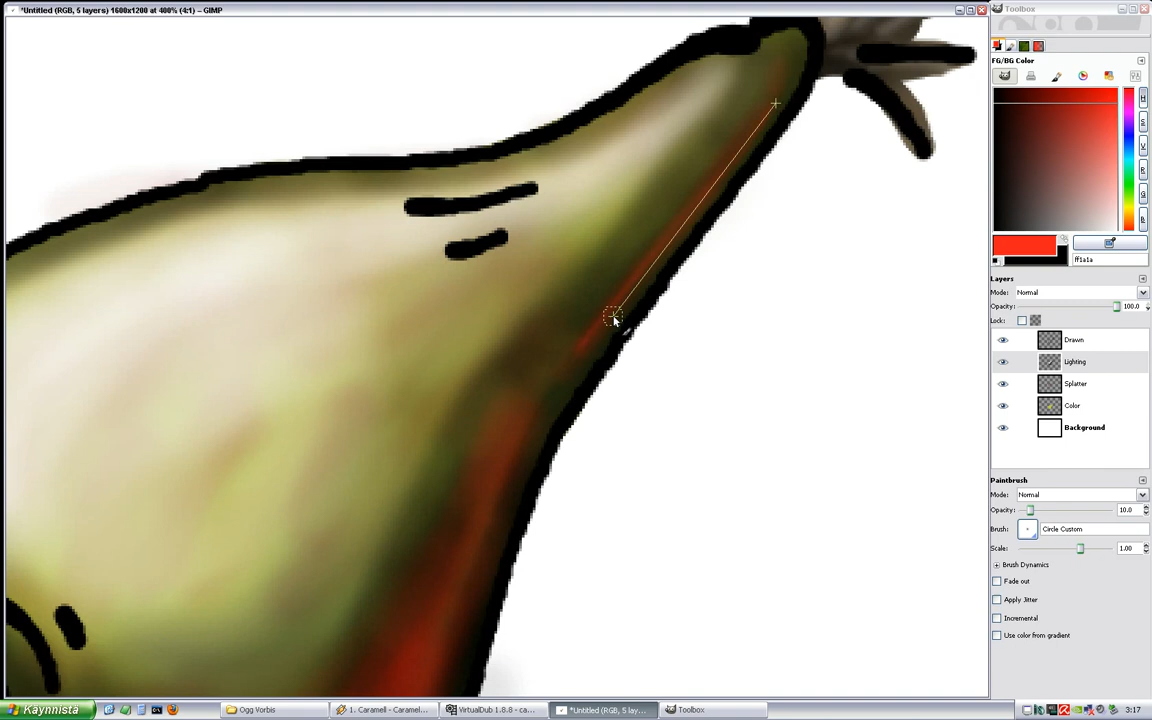 *Untitled (RGB, 5 layers) 1600x1200 at 400% (4:1) – GIMP
Toolbox
FG/BG Color
H
S
V
R
G
B
ff1a1a
Layers
Mode: Normal
Opacity: 100.0
Lock:
Drawn
Lighting
Splatter
Color
Background
Paintbrush
Mode: Normal
Opacity: 10.0
Brush: Circle Custom
Scale: 1.00
Brush Dynamics
Fade out
Apply Jitter
Incremental
Use color from gradient
Käynnistä
Ogg Vorbis
1. Caramell - Caramel...
VirtualDub 1.8.8 - ca...
*Untitled (RGB, 5 lay...
Toolbox
3:17